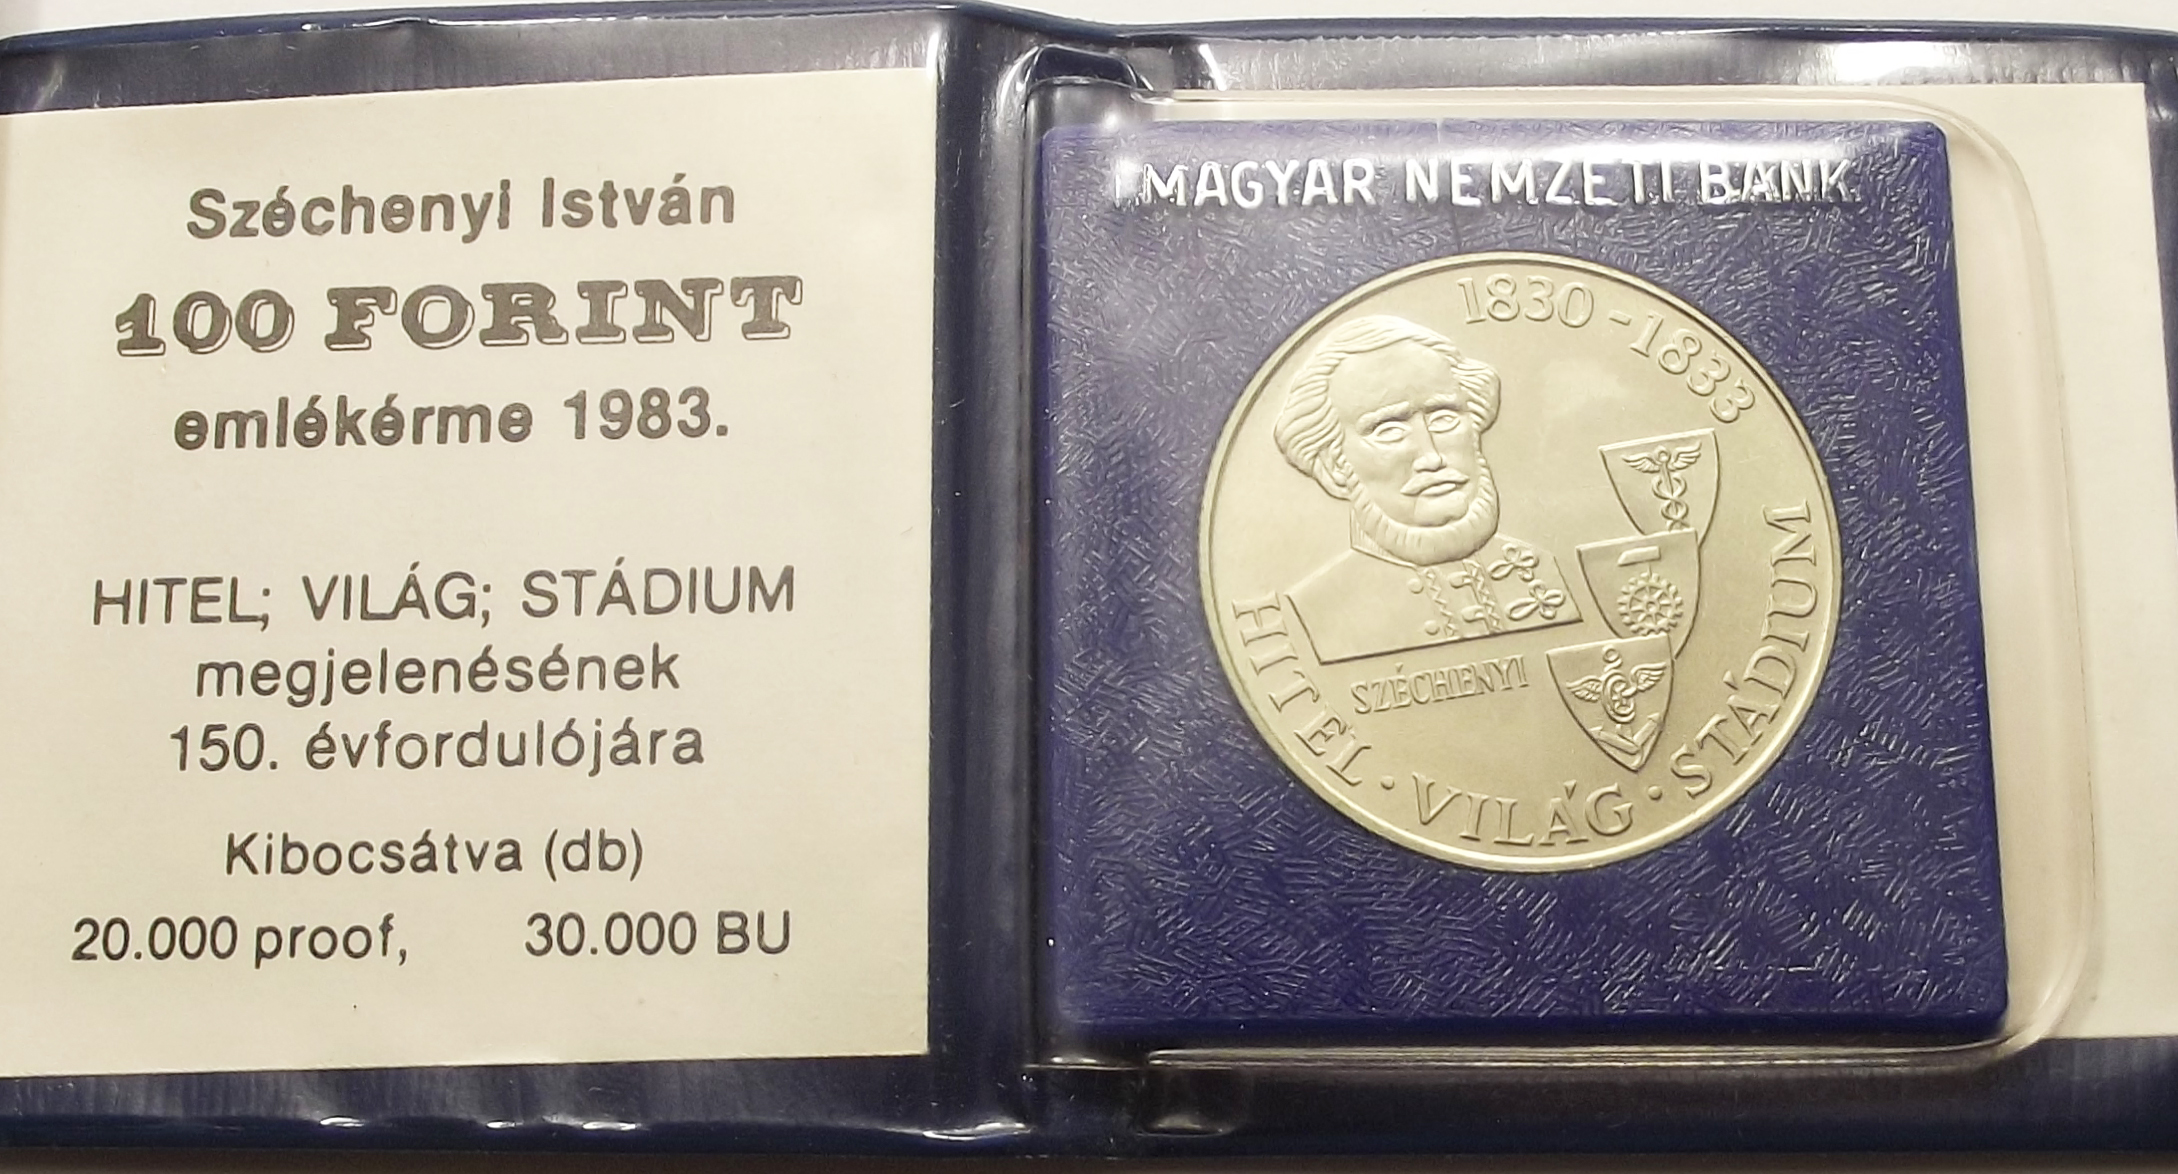 Széchenyi István
100 FORINT
emlékérme 1983.
HITEL; VILÁG; STÁDIUM
megjelenésének
150. évfordulójára
Kibocsátva (db)
20.000 proof, 30.000 BU
MAGYAR NEMZETI BANK
1830-1833
SZÉCHENYI
HITEL · VILÁG · STÁDIUM